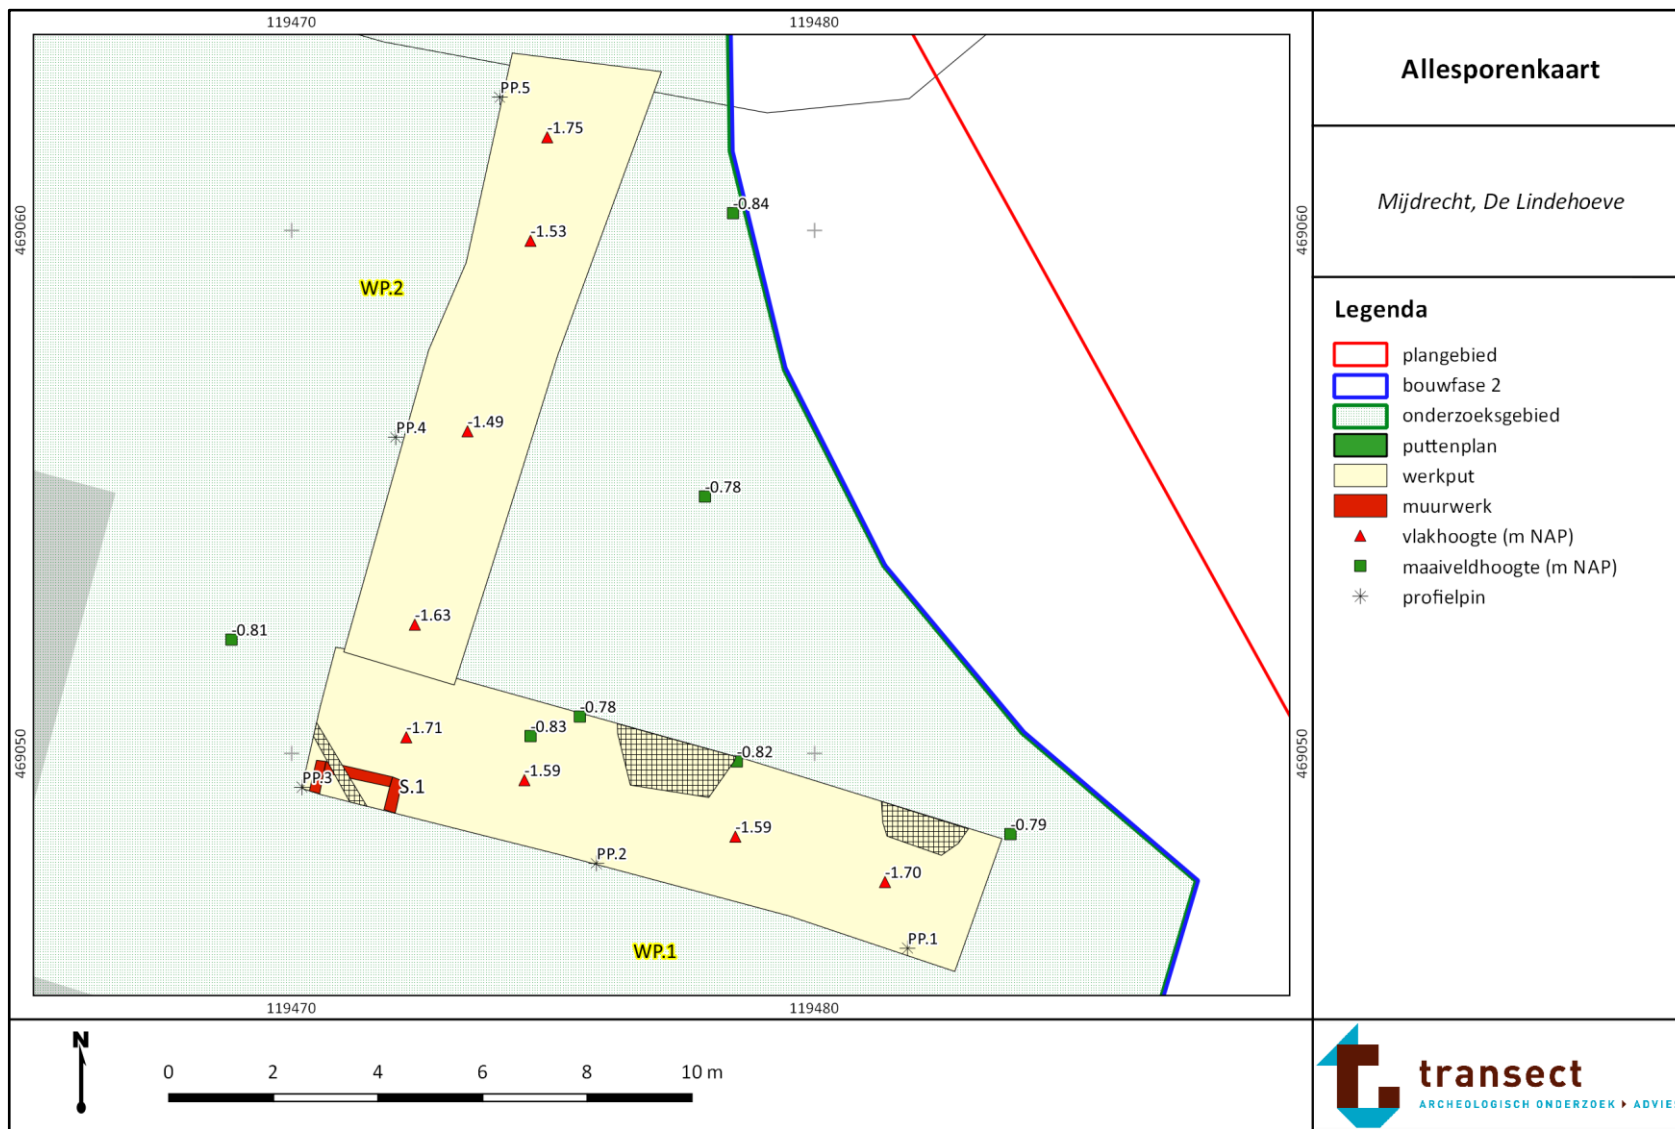 119470
119480
Allesporenkaart
Mijdrecht, De Lindehoeve
Legenda
plangebied
bouwfase 2
onderzoeksgebied
puttenplan
werkput
muurwerk
vlakhoogte (m NAP)
maaiveldhoogte (m NAP)
profielpin
469060
469060
469050
469050
PP.5
-1.75
-0.84
-1.53
WP.2
-1.49
PP.4
-0.78
-1.63
-0.81
-0.78
-1.71
-0.83
-0.82
-1.59
PP.3
S.1
-1.59
-0.79
PP.2
-1.70
PP.1
WP.1
119470
119480
N
0 2 4 6 8 10 m
transect
ARCHEOLOGISCH ONDERZOEK ADVIES